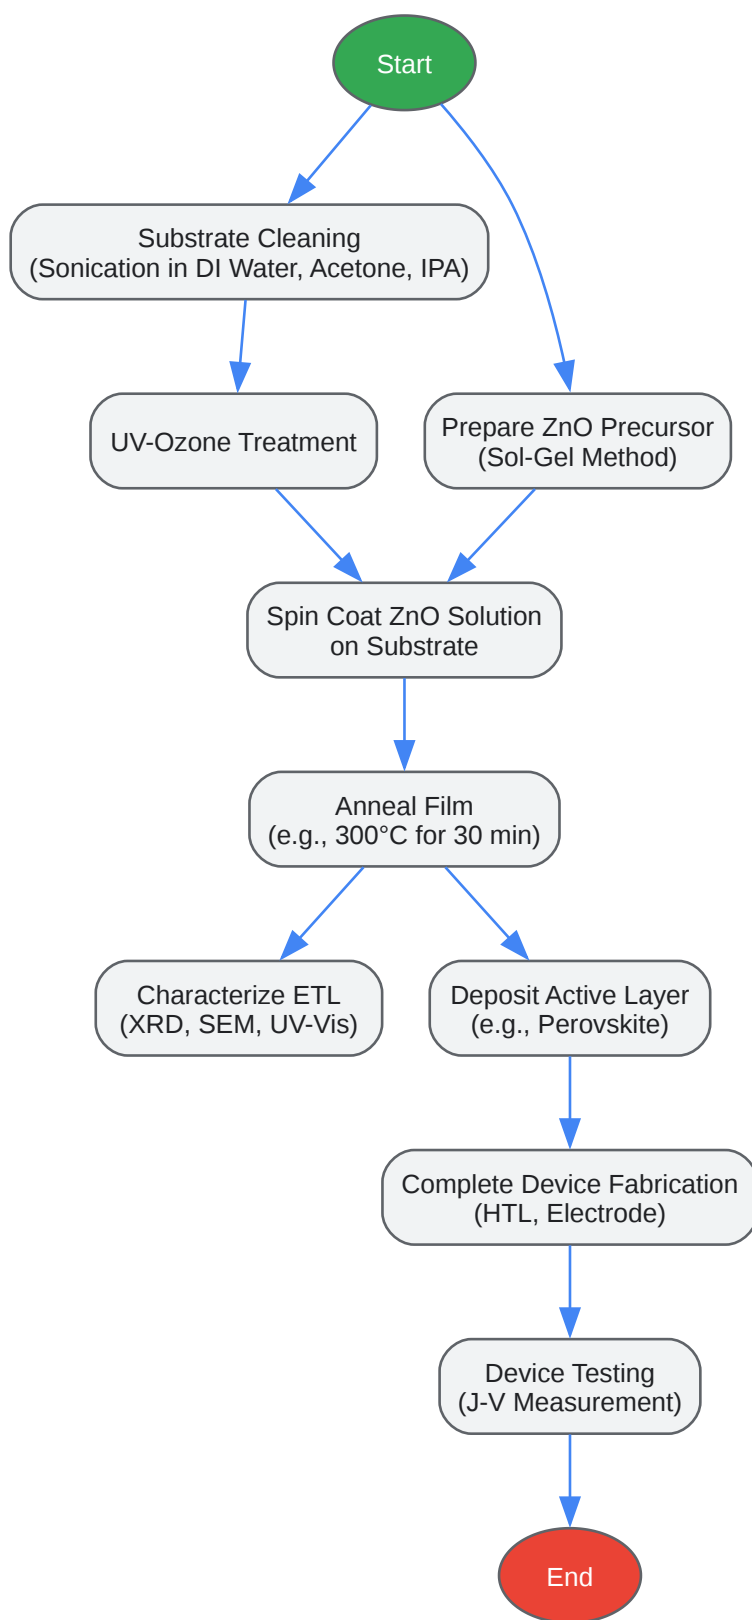 Start
Substrate Cleaning
(Sonication in DI Water, Acetone, IPA)
UV-Ozone Treatment
Prepare ZnO Precursor
(Sol-Gel Method)
Spin Coat ZnO Solution
on Substrate
Anneal Film
(e.g., 300°C for 30 min)
Characterize ETL
(XRD, SEM, UV-Vis)
Deposit Active Layer
(e.g., Perovskite)
Complete Device Fabrication
(HTL, Electrode)
Device Testing
(J-V Measurement)
End